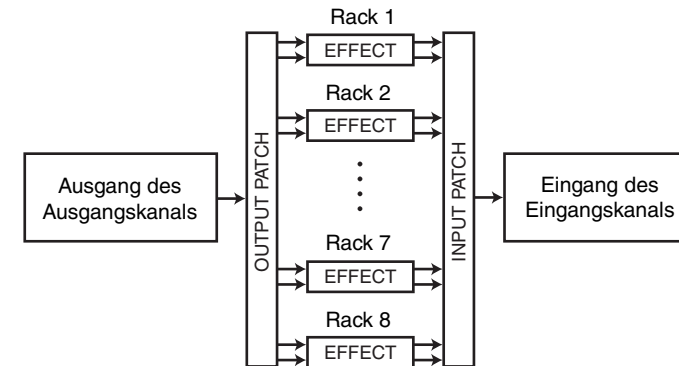 Rack 1
EFFECT
Rack 2
EFFECT
Ausgang des
Ausgangskanals
OUTPUT PATCH
INPUT PATCH
Eingang des
Eingangskanals
Rack 7
EFFECT
Rack 8
EFFECT